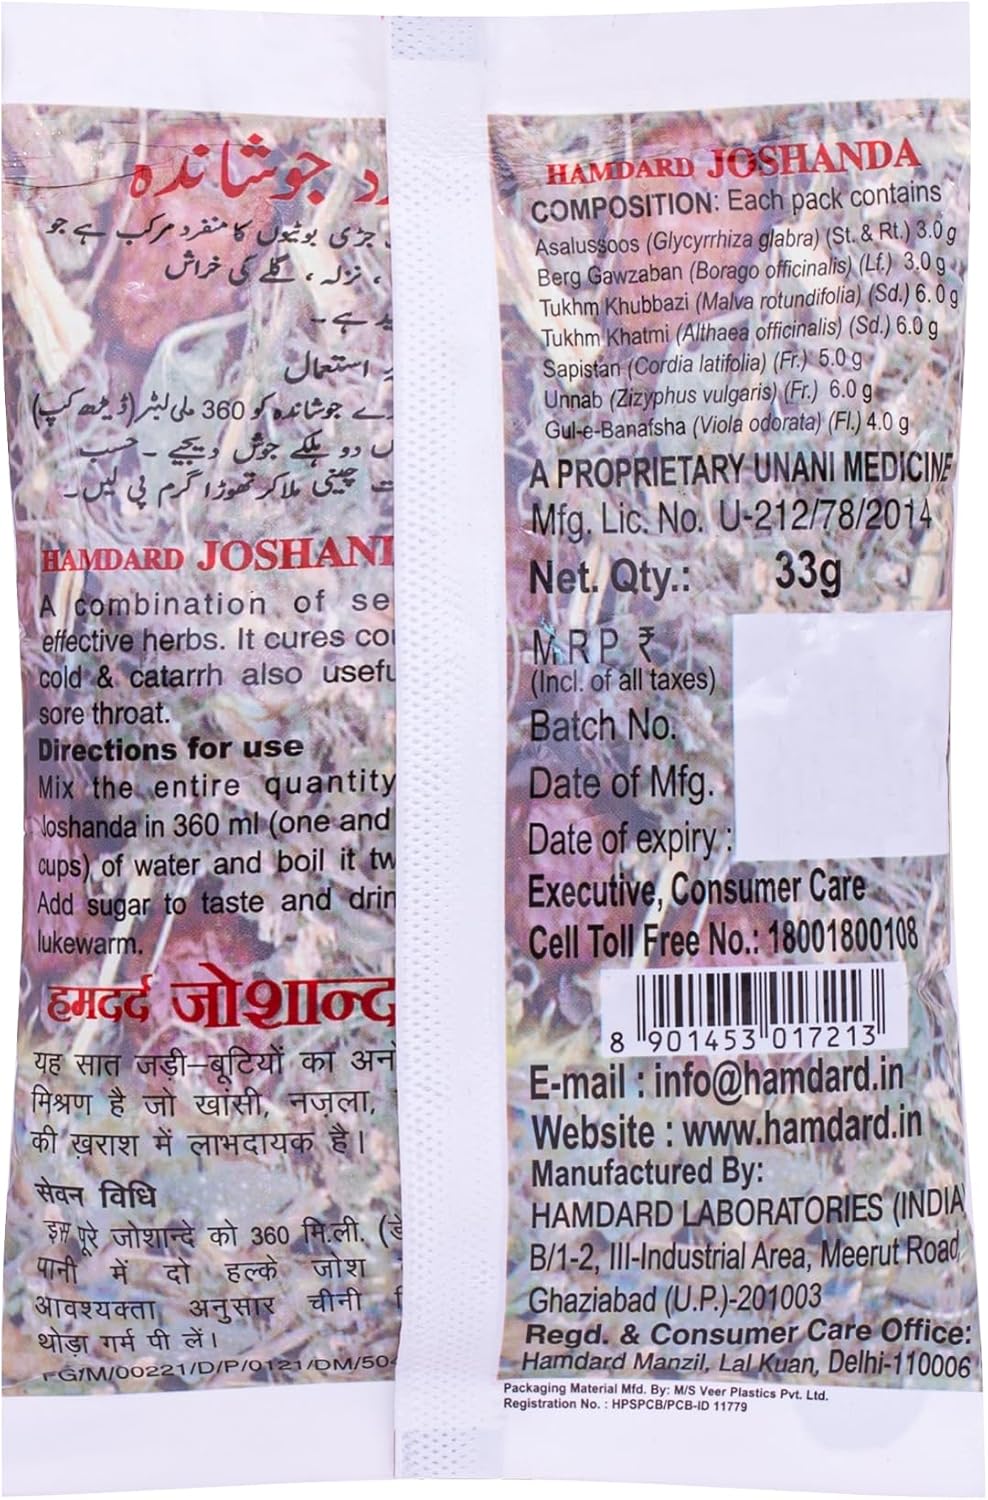 د جوشاندہ
جڑی بوٹیوں کا منفرد مرکب ہے جو
، نزلہ ، گلے کی خراش
ید ہے ۔
استعمال
رے جوشاندہ کو 360 ملی لیٹر (ڈیڑھ کپ)
ں دو ہلکے جوش دیجیے ۔ حسب
ت چینی ملا کر تھوڑا گرم پی لیں۔
HAMDARD JOSHAN
A combination of se
effective herbs. It cures co
cold & catarrh also usefu
sore throat.
Directions for use
Mix the entire quantity
Joshanda in 360 ml (one and
cups) of water and boil it tw
Add sugar to taste and drin
lukewarm.
हमदर्द जोशान्द
यह सात जड़ी–बूटियों का अन
मिश्रण है जो खांसी, नज़ला,
की ख़राश में लाभदायक है।
सेवन विधि
इस पूरे जोशान्दे को 360 मि.ली. (डे
पानी में दो हल्के जोश
आवश्यकता अनुसार चीनी
थोड़ा गर्म पी लें।
FG/M/00221/D/P/0121/DM/504
HAMDARD JOSHANDA
COMPOSITION: Each pack contains
Asalussoos (Glycyrrhiza glabra) (St. & Rt.) 3.0 g
Berg Gawzaban (Borago officinalis) (Lf.) 3.0 g
Tukhm Khubbazi (Malva rotundifolia) (Sd.) 6.0 g
Tukhm Khatmi (Althaea officinalis) (Sd.) 6.0 g
Sapistan (Cordia latifolia) (Fr.) 5.0 g
Unnab (Zizyphus vulgaris) (Fr.) 6.0 g
Gul-e-Banafsha (Viola odorata) (Fl.) 4.0 g
A PROPRIETARY UNANI MEDICINE
Mfg. Lic. No. U-212/78/2014
Net. Qty.: 33g
M R P ₹
(Incl. of all taxes)
Batch No.
Date of Mfg.
Date of expiry :
Executive, Consumer Care
Cell Toll Free No.: 18001800108
8 901453 017213
E-mail : info@hamdard.in
Website : www.hamdard.in
Manufactured By:
HAMDARD LABORATORIES (INDIA)
B/1-2, III-Industrial Area, Meerut Road,
Ghaziabad (U.P.)-201003
Regd. & Consumer Care Office:
Hamdard Manzil, Lal Kuan, Delhi-110006
Packaging Material Mfd. By: M/S Veer Plastics Pvt. Ltd.
Registration No. : HPSPCB/PCB-ID 11779